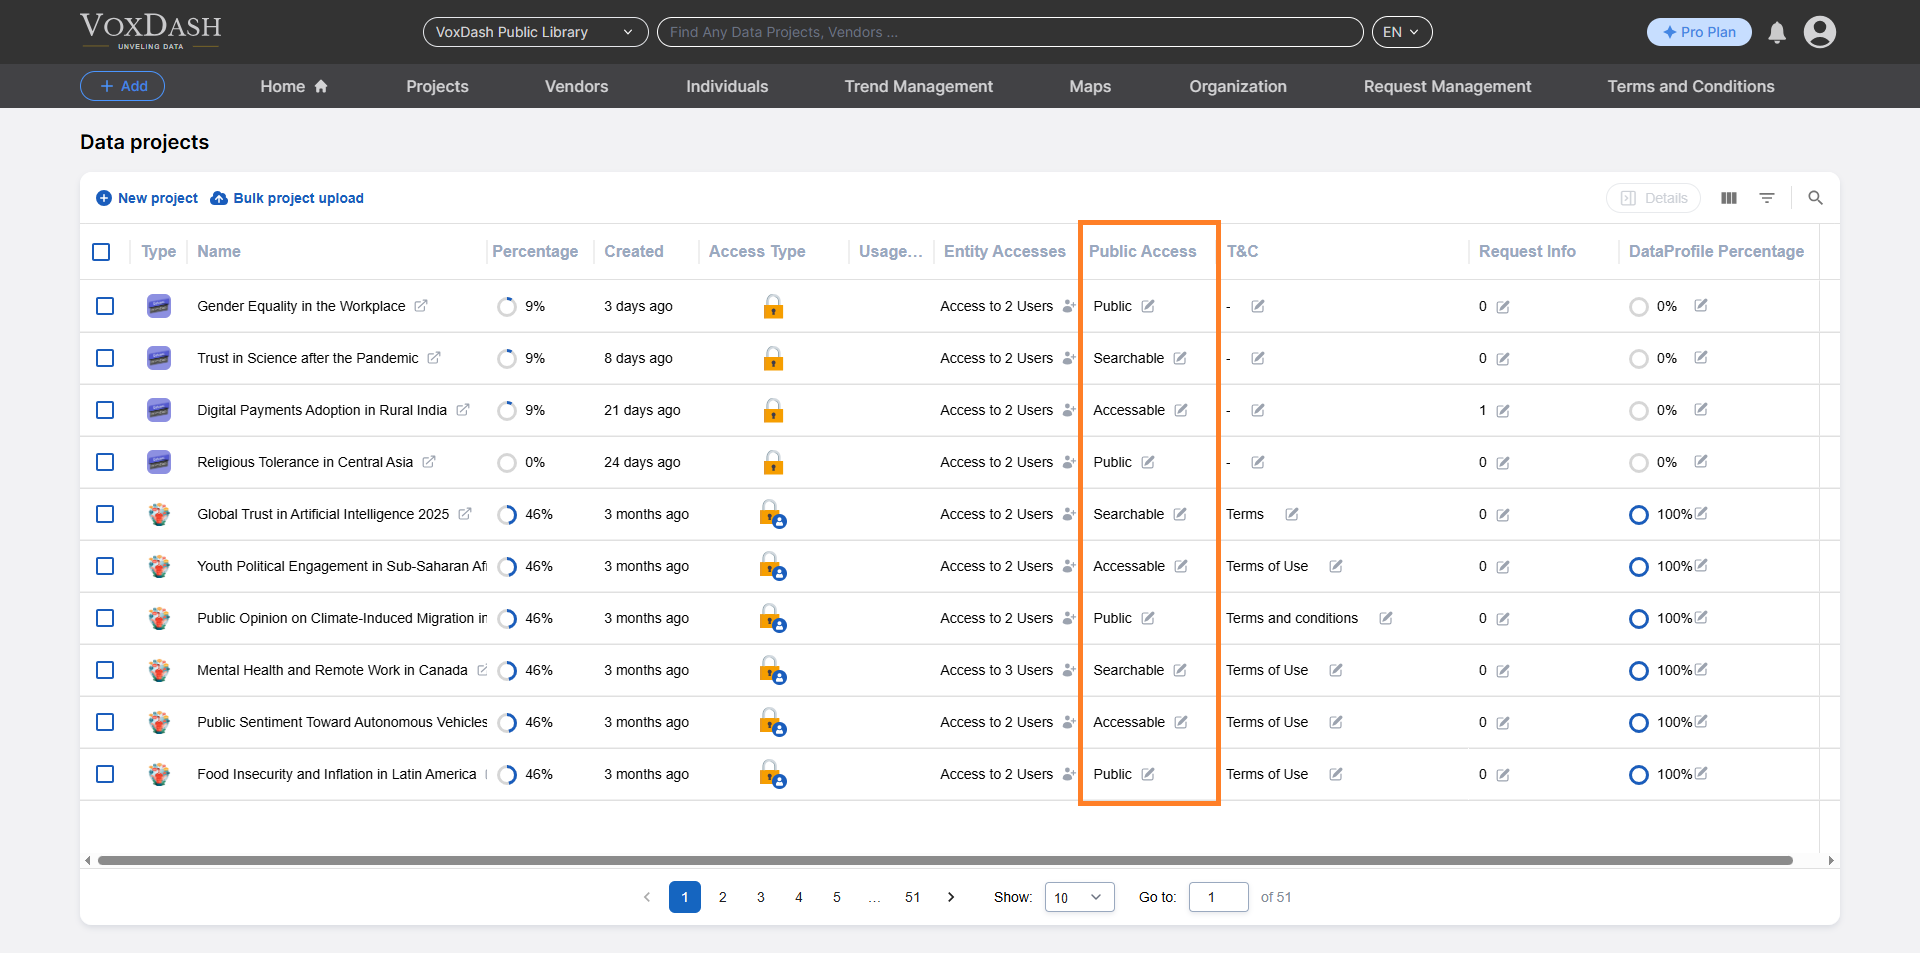 VOXDASH
UNVELING DATA
VoxDash Public Library
Find Any Data Projects, Vendors ...
EN
Pro Plan
Add
Home
Projects
Vendors
Individuals
Trend Management
Maps
Organization
Request Management
Terms and Conditions
Data projects
New project
Bulk project upload
Details
Type Name Percentage Created Access Type Usage... Entity Accesses Public Access T&C Request Info DataProfile Percentage
Gender Equality in the Workplace 9% 3 days ago Access to 2 Users Public - 0 0%
Trust in Science after the Pandemic 9% 8 days ago Access to 2 Users Searchable - 0 0%
Digital Payments Adoption in Rural India 9% 21 days ago Access to 2 Users Accessable - 1 0%
Religious Tolerance in Central Asia 0% 24 days ago Access to 2 Users Public - 0 0%
Global Trust in Artificial Intelligence 2025 46% 3 months ago Access to 2 Users Searchable Terms 0 100%
Youth Political Engagement in Sub-Saharan Afi 46% 3 months ago Access to 2 Users Accessable Terms of Use 0 100%
Public Opinion on Climate-Induced Migration in 46% 3 months ago Access to 2 Users Public Terms and conditions 0 100%
Mental Health and Remote Work in Canada 46% 3 months ago Access to 3 Users Searchable Terms of Use 0 100%
Public Sentiment Toward Autonomous Vehicles 46% 3 months ago Access to 2 Users Accessable Terms of Use 0 100%
Food Insecurity and Inflation in Latin America 46% 3 months ago Access to 2 Users Public Terms of Use 0 100%
1 2 3 4 5 ... 51 Show: 10 Go to: 1 of 51